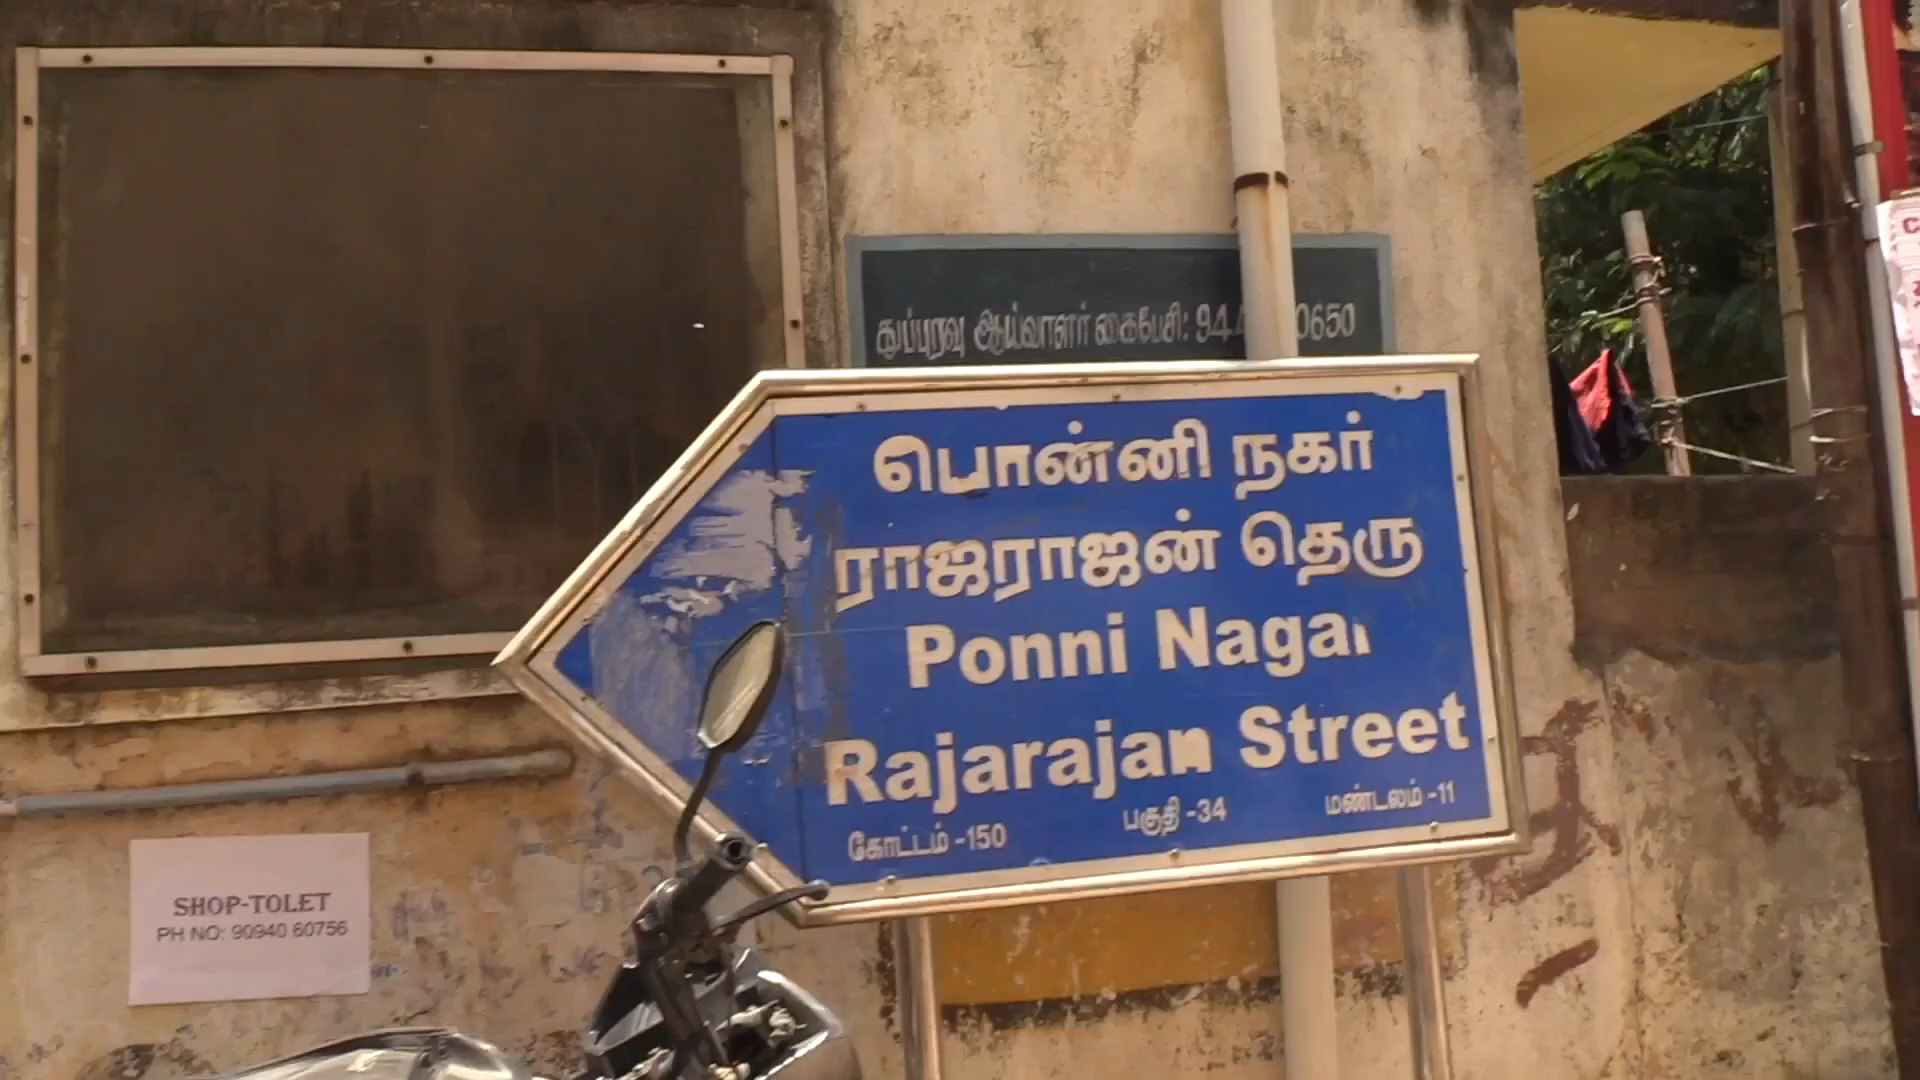 துப்புரவு ஆய்வாளர் கைபேசி: 94 0650
பொன்னி நகர்
ராஜராஜன் தெரு
Ponni Nagar
Rajarajan Street
கோட்டம் -150 பகுதி -34 மண்டலம் -11
SHOP-TOLET
PH NO: 90940 60756